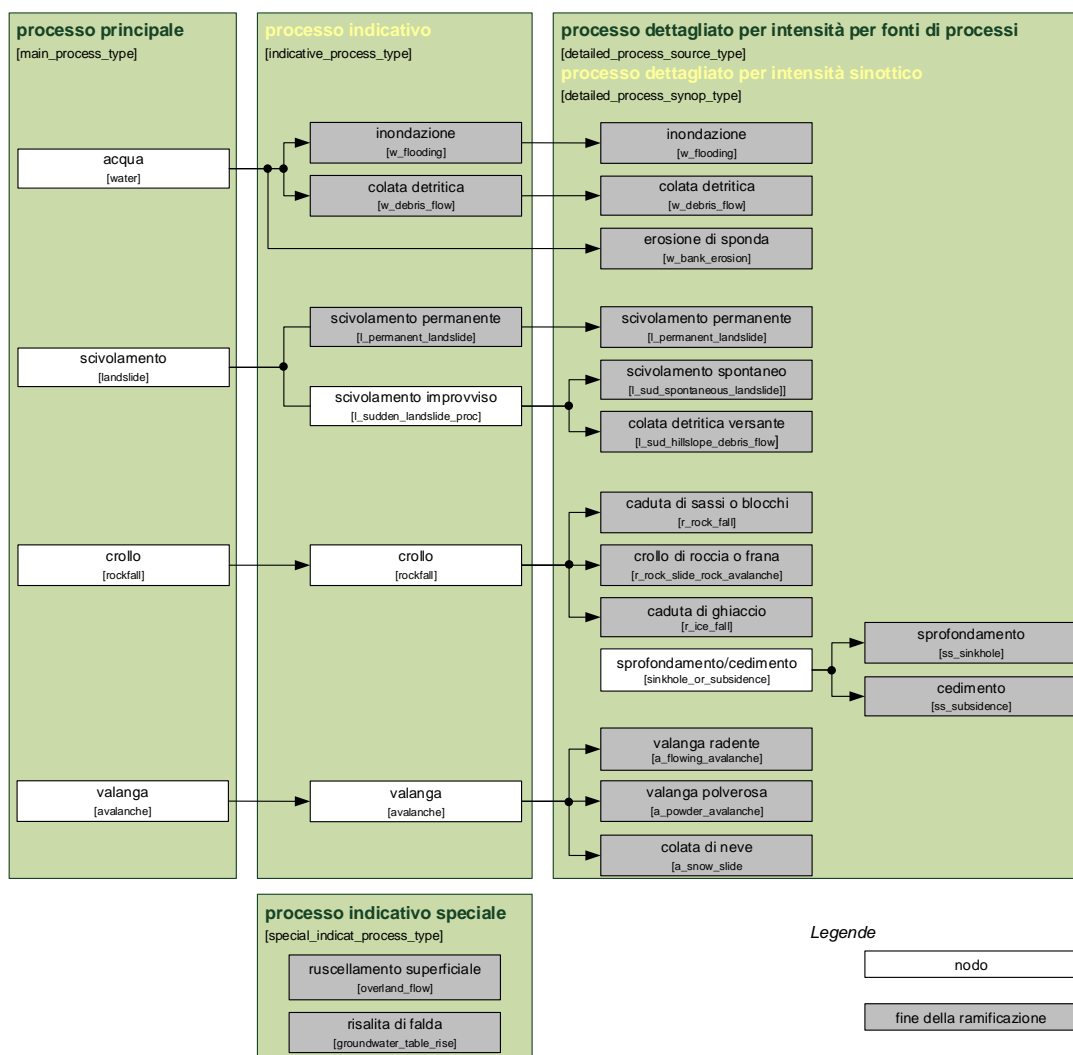 processo principale
[main_process_type]
processo indicativo
[indicative_process_type]
processo dettagliato per intensità per fonti di processi
[detailed_process_source_type]
processo dettagliato per intensità sinottico
[detailed_process_synop_type]
acqua
[water]
inondazione
[w_flooding]
inondazione
[w_flooding]
colata detritica
[w_debris_flow]
colata detritica
[w_debris_flow]
erosione di sponda
[w_bank_erosion]
scivolamento
[landslide]
scivolamento permanente
[l_permanent_landslide]
scivolamento permanente
[l_permanent_landslide]
scivolamento improvviso
[l_sudden_landslide_proc]
scivolamento spontaneo
[l_sud_spontaneous_landslide]]
colata detritica versante
[l_sud_hillslope_debris_flow]
crollo
[rockfall]
crollo
[rockfall]
caduta di sassi o blocchi
[r_rock_fall]
crollo di roccia o frana
[r_rock_slide_rock_avalanche]
caduta di ghiaccio
[r_ice_fall]
sprofondamento/cedimento
[sinkhole_or_subsidence]
sprofondamento
[ss_sinkhole]
cedimento
[ss_subsidence]
valanga
[avalanche]
valanga
[avalanche]
valanga radente
[a_flowing_avalanche]
valanga polverosa
[a_powder_avalanche]
colata di neve
[a_snow_slide
processo indicativo speciale
[special_indicat_process_type]
ruscellamento superficiale
[overland_flow]
risalita di falda
[groundwater_table_rise]
Legende
nodo
fine della ramificazione